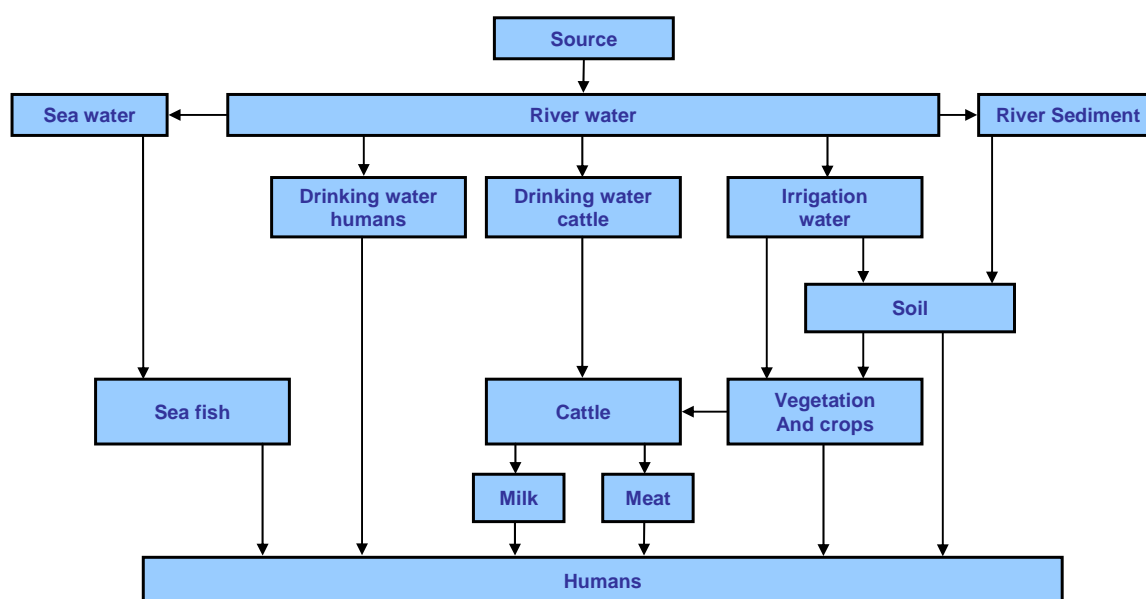 Source
Sea water
River water
River Sediment
Drinking water
humans
Drinking water
cattle
Irrigation
water
Soil
Sea fish
Cattle
Vegetation
And crops
Milk
Meat
Humans